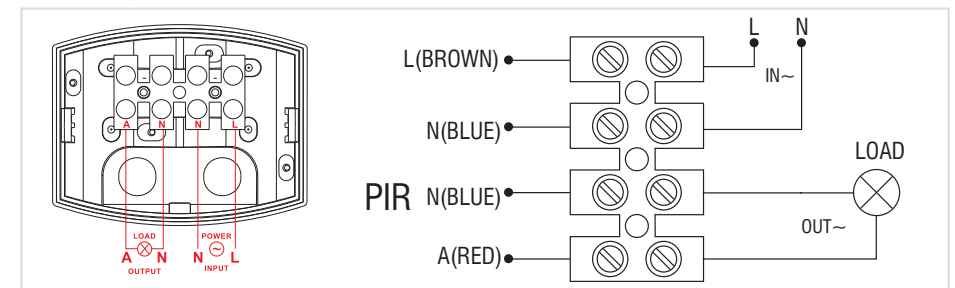 A N N L
LOAD POWER
A N N L
OUTPUT INPUT
L(BROWN)
N(BLUE)
PIR N(BLUE)
A(RED)
L N
IN~
LOAD
OUT~